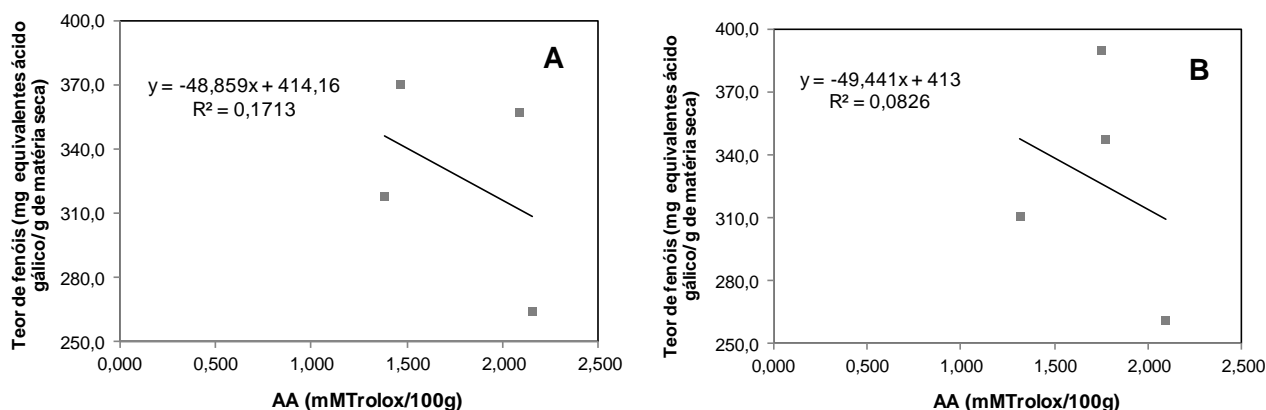 Teor de fenóis (mg equivalentes ácido
gálico/ g de matéria seca)
400,0
370,0
340,0
310,0
280,0
250,0
A
y = -48,859x + 414,16
R² = 0,1713
0,000 0,500 1,000 1,500 2,000 2,500
AA (mMTrolox/100g)
Teor de fenóis (mg equivalentes ácido
gálico/ g de matéria seca)
400,0
370,0
340,0
310,0
280,0
250,0
B
y = -49,441x + 413
R² = 0,0826
0,000 0,500 1,000 1,500 2,000 2,500
AA (mMTrolox/100g)